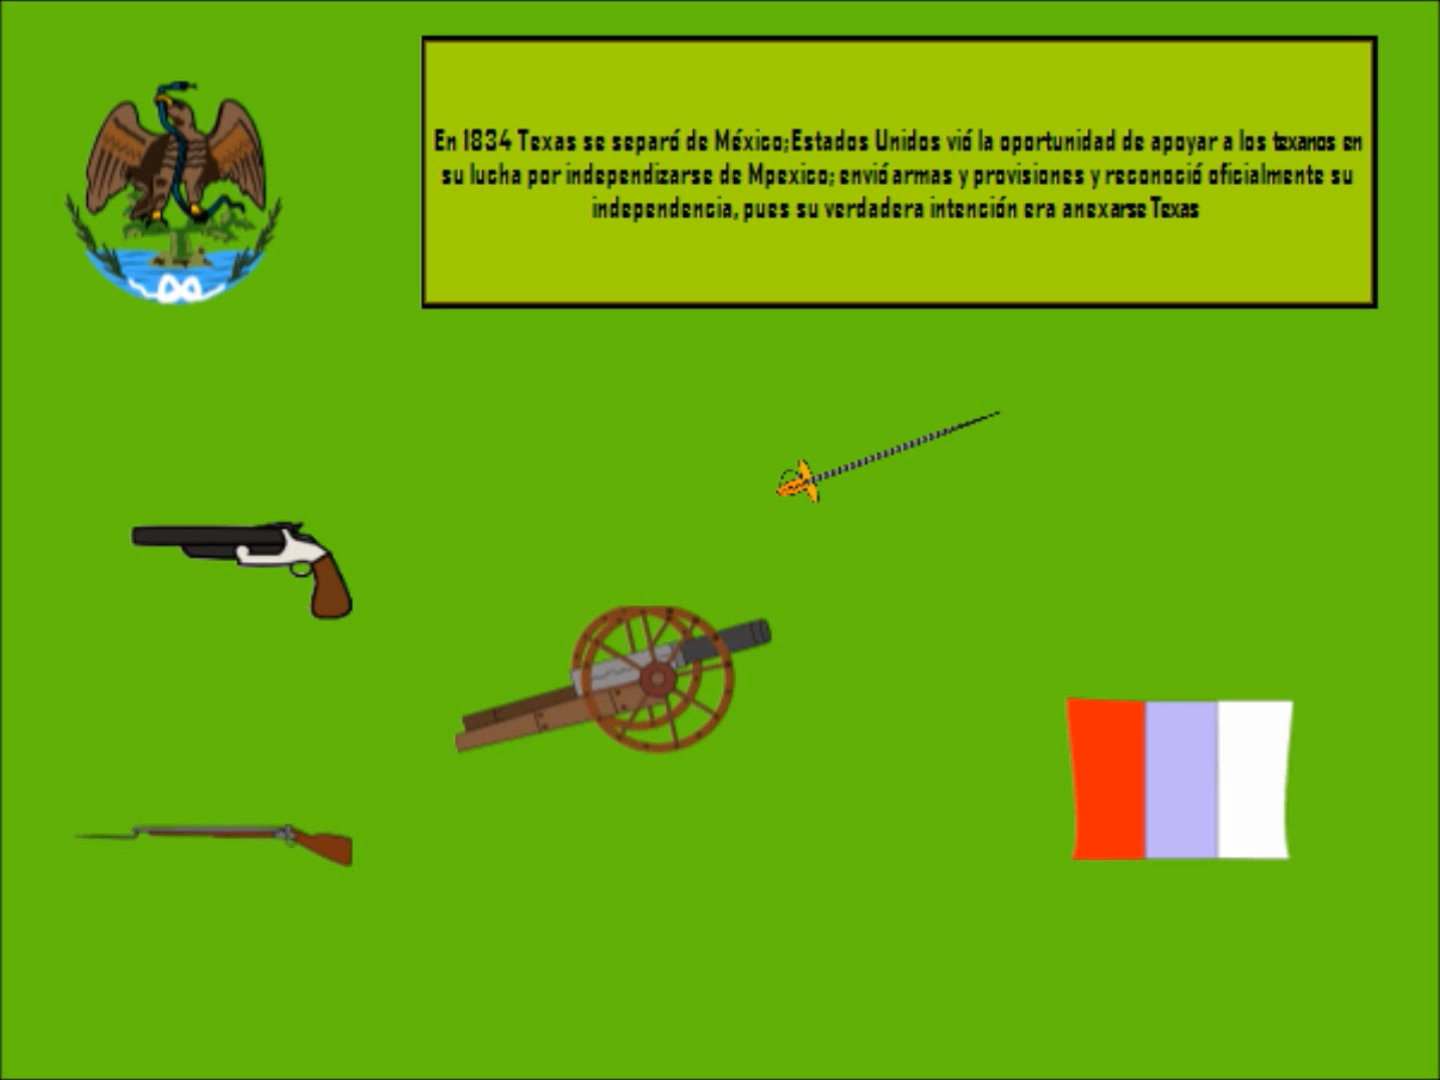 En 1834 Texas se separó de México;Estados Unidos vió la oportunidad de apoyar a los texanos en
su lucha por independizarse de Mpexico; envió armas y provisiones y reconoció oficialmente su
independencia, pues su verdadera intención era anexarse Texas